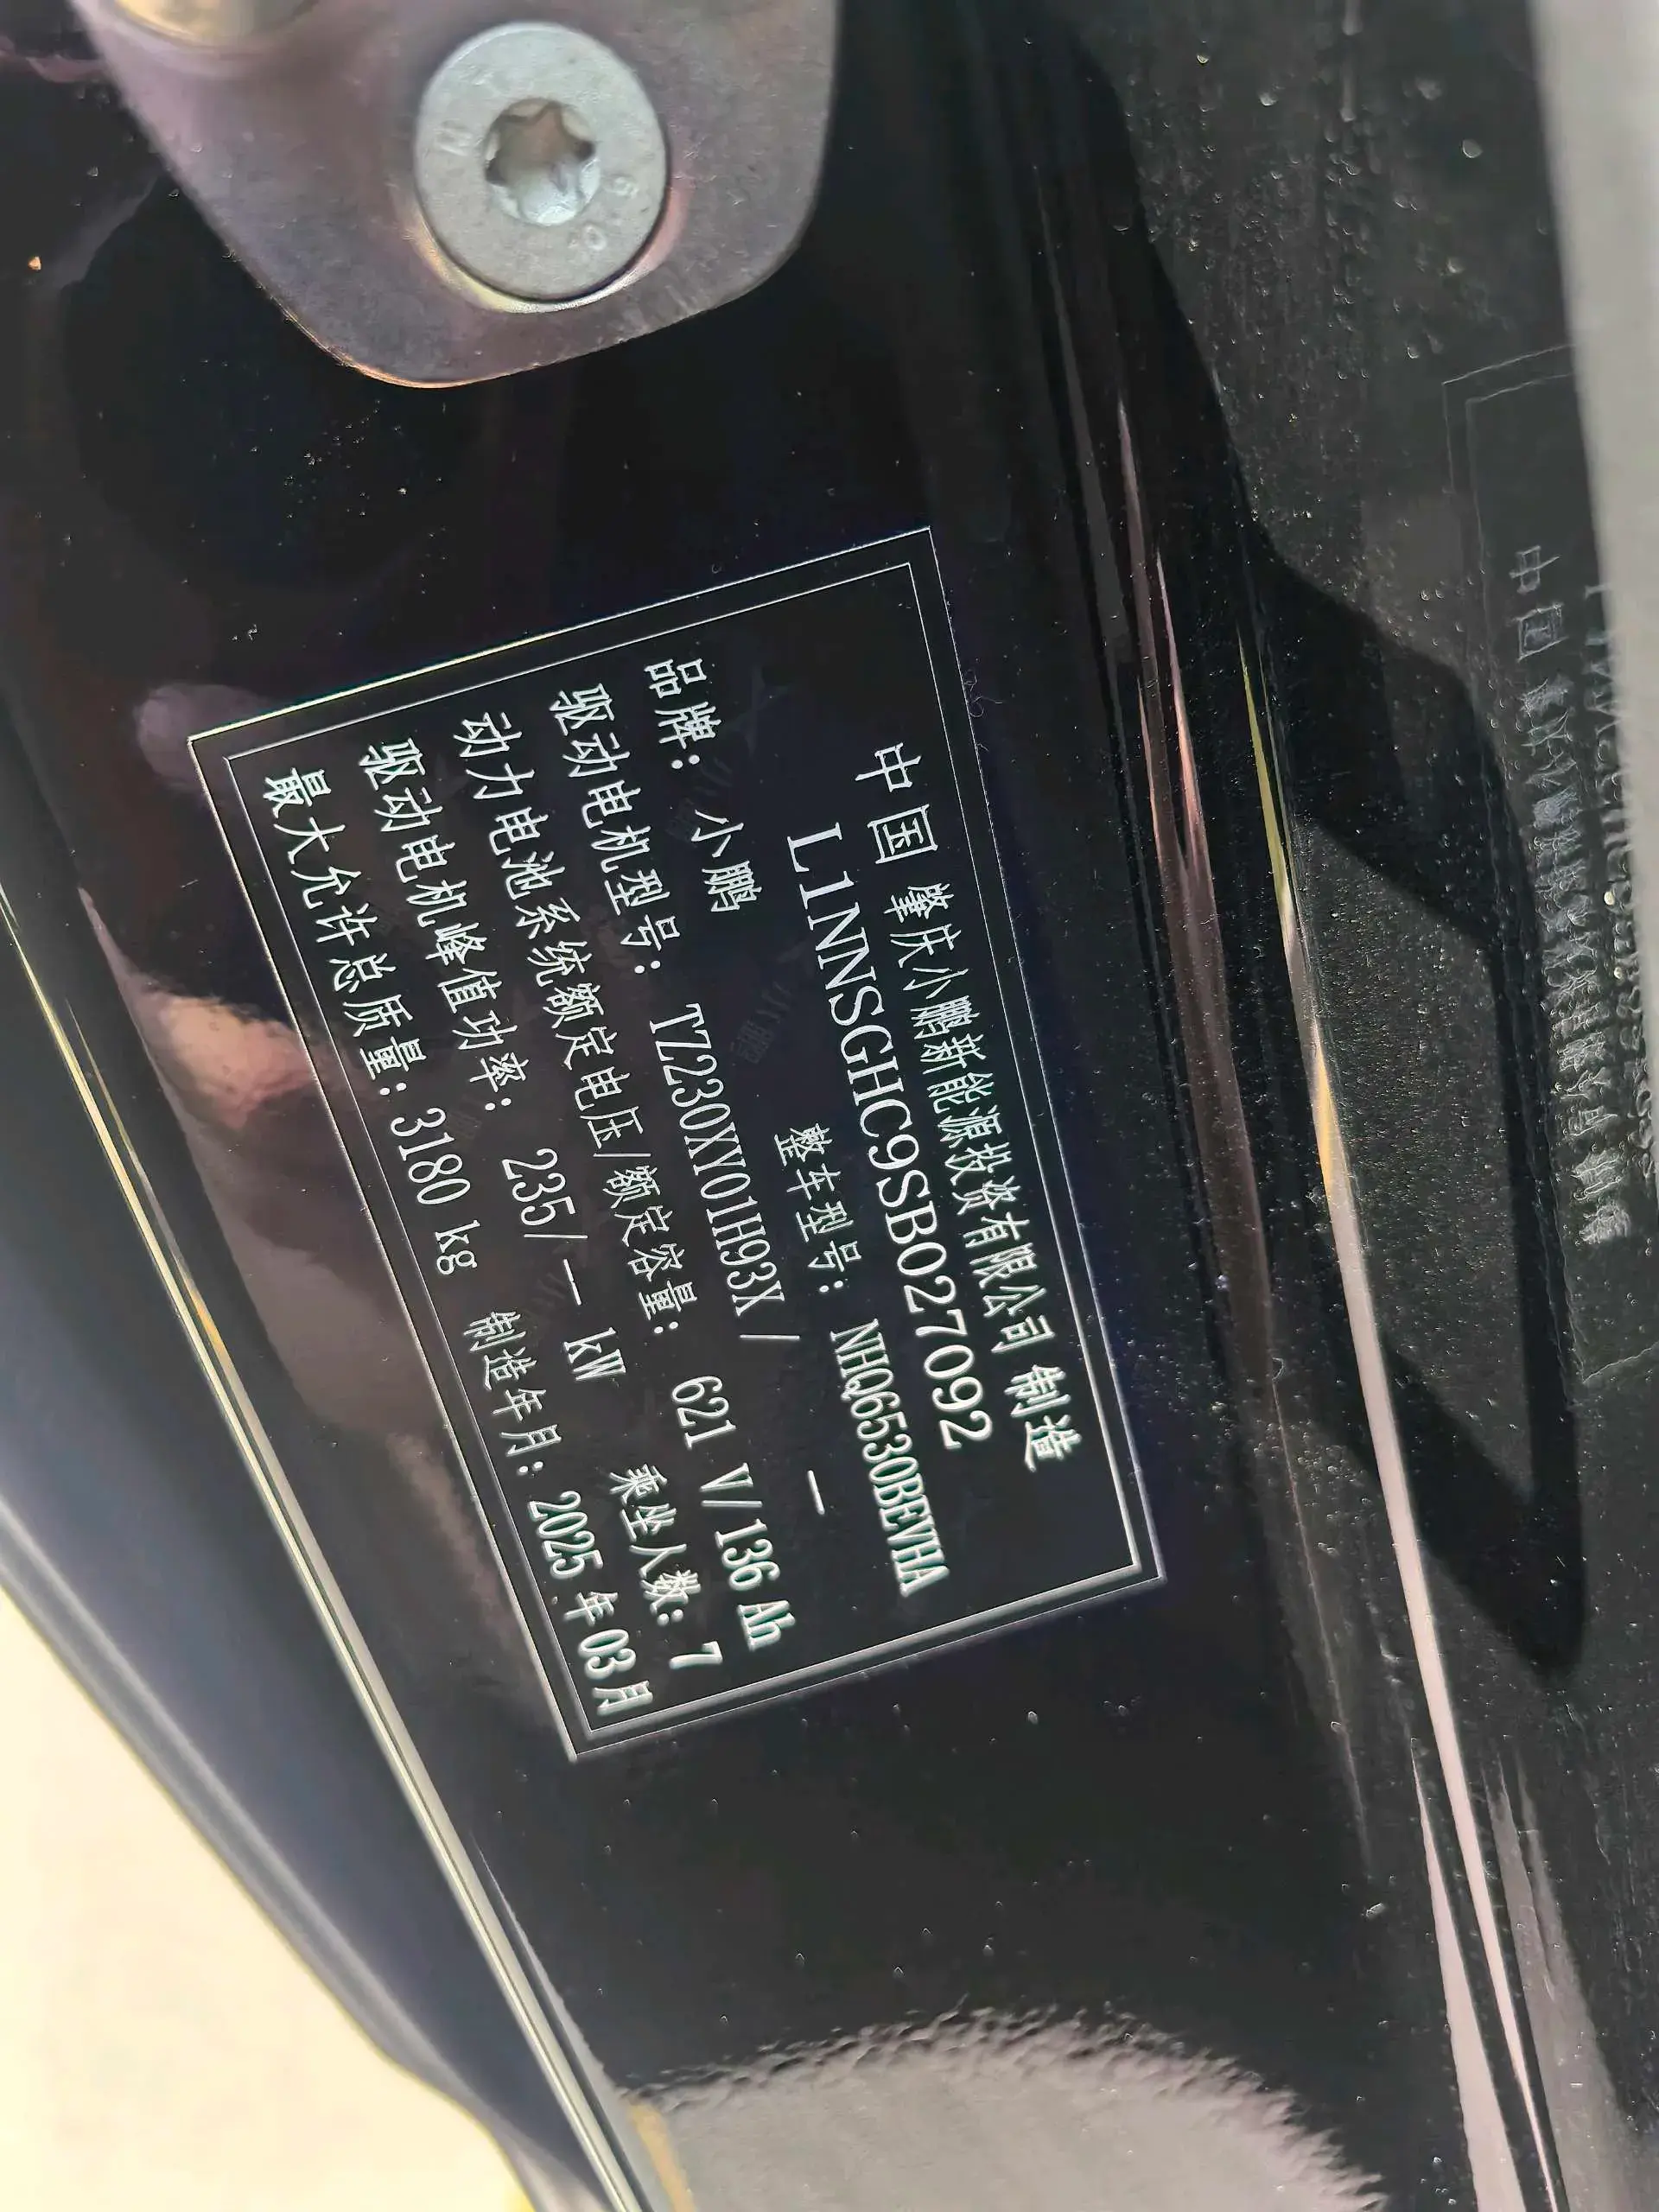 中国 肇庆小鹏新能源投资有限公司 制造
L1NNSGHC9SB027092
品牌: 小鹏 整车型号: NHQ6530BEVHA
驱动电机型号: TZ230XY01H93X / —
动力电池系统额定电压/额定容量: 621 V/136 Ah
驱动电机峰值功率: 235/ — kW 乘坐人数: 7
最大允许总质量: 3180 kg 制造年月: 2025 年 03 月
中国